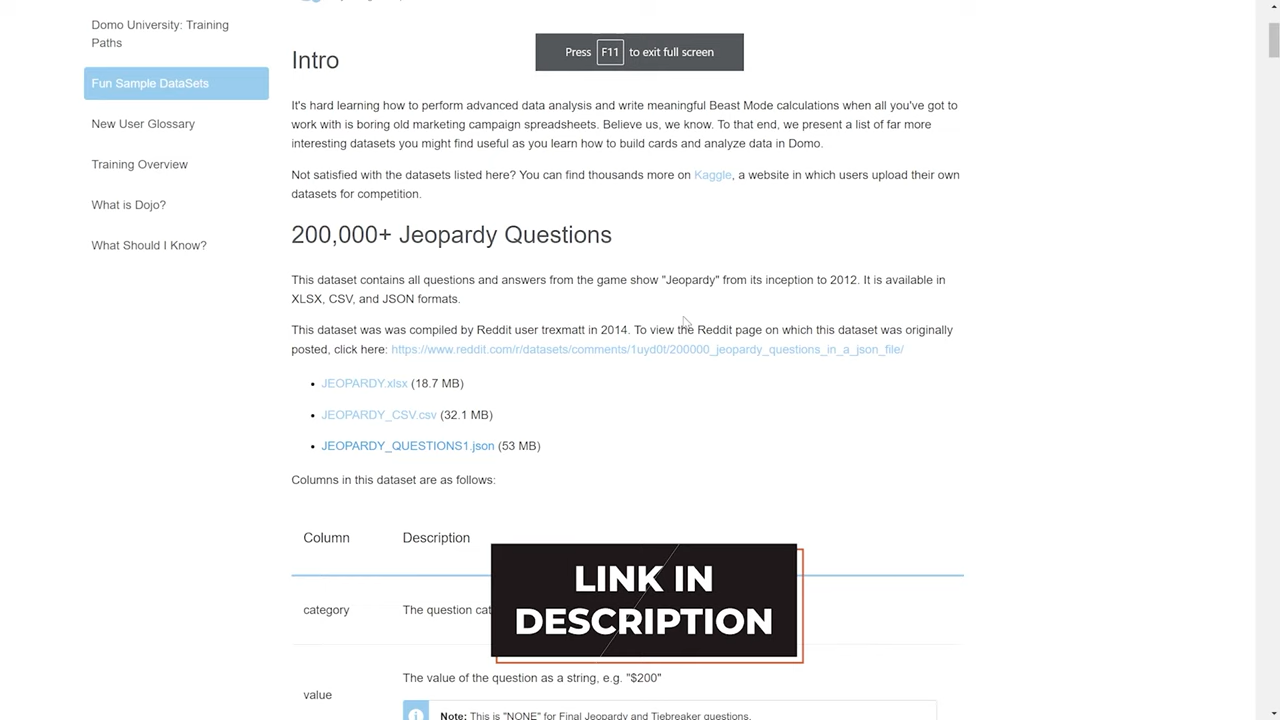 Domo University: Training
Paths
Fun Sample DataSets
New User Glossary
Training Overview
What is Dojo?
What Should I Know?
Press F11 to exit full screen
Intro
It's hard learning how to perform advanced data analysis and write meaningful Beast Mode calculations when all you've got to
work with is boring old marketing campaign spreadsheets. Believe us, we know. To that end, we present a list of far more
interesting datasets you might find useful as you learn how to build cards and analyze data in Domo.
Not satisfied with the datasets listed here? You can find thousands more on Kaggle, a website in which users upload their own
datasets for competition.
200,000+ Jeopardy Questions
This dataset contains all questions and answers from the game show "Jeopardy" from its inception to 2012. It is available in
XLSX, CSV, and JSON formats.
This dataset was was compiled by Reddit user trexmatt in 2014. To view the Reddit page on which this dataset was originally
posted, click here: https://www.reddit.com/r/datasets/comments/1uyd0t/200000_jeopardy_questions_in_a_json_file/
• JEOPARDY.xlsx (18.7 MB)
• JEOPARDY_CSV.csv (32.1 MB)
• JEOPARDY_QUESTIONS1.json (53 MB)
Columns in this dataset are as follows:
Column Description
category The question cat
LINK IN
DESCRIPTION
The value of the question as a string, e.g. "$200"
value
Note: This is "NONE" for Final Jeopardy and Tiebreaker questions.